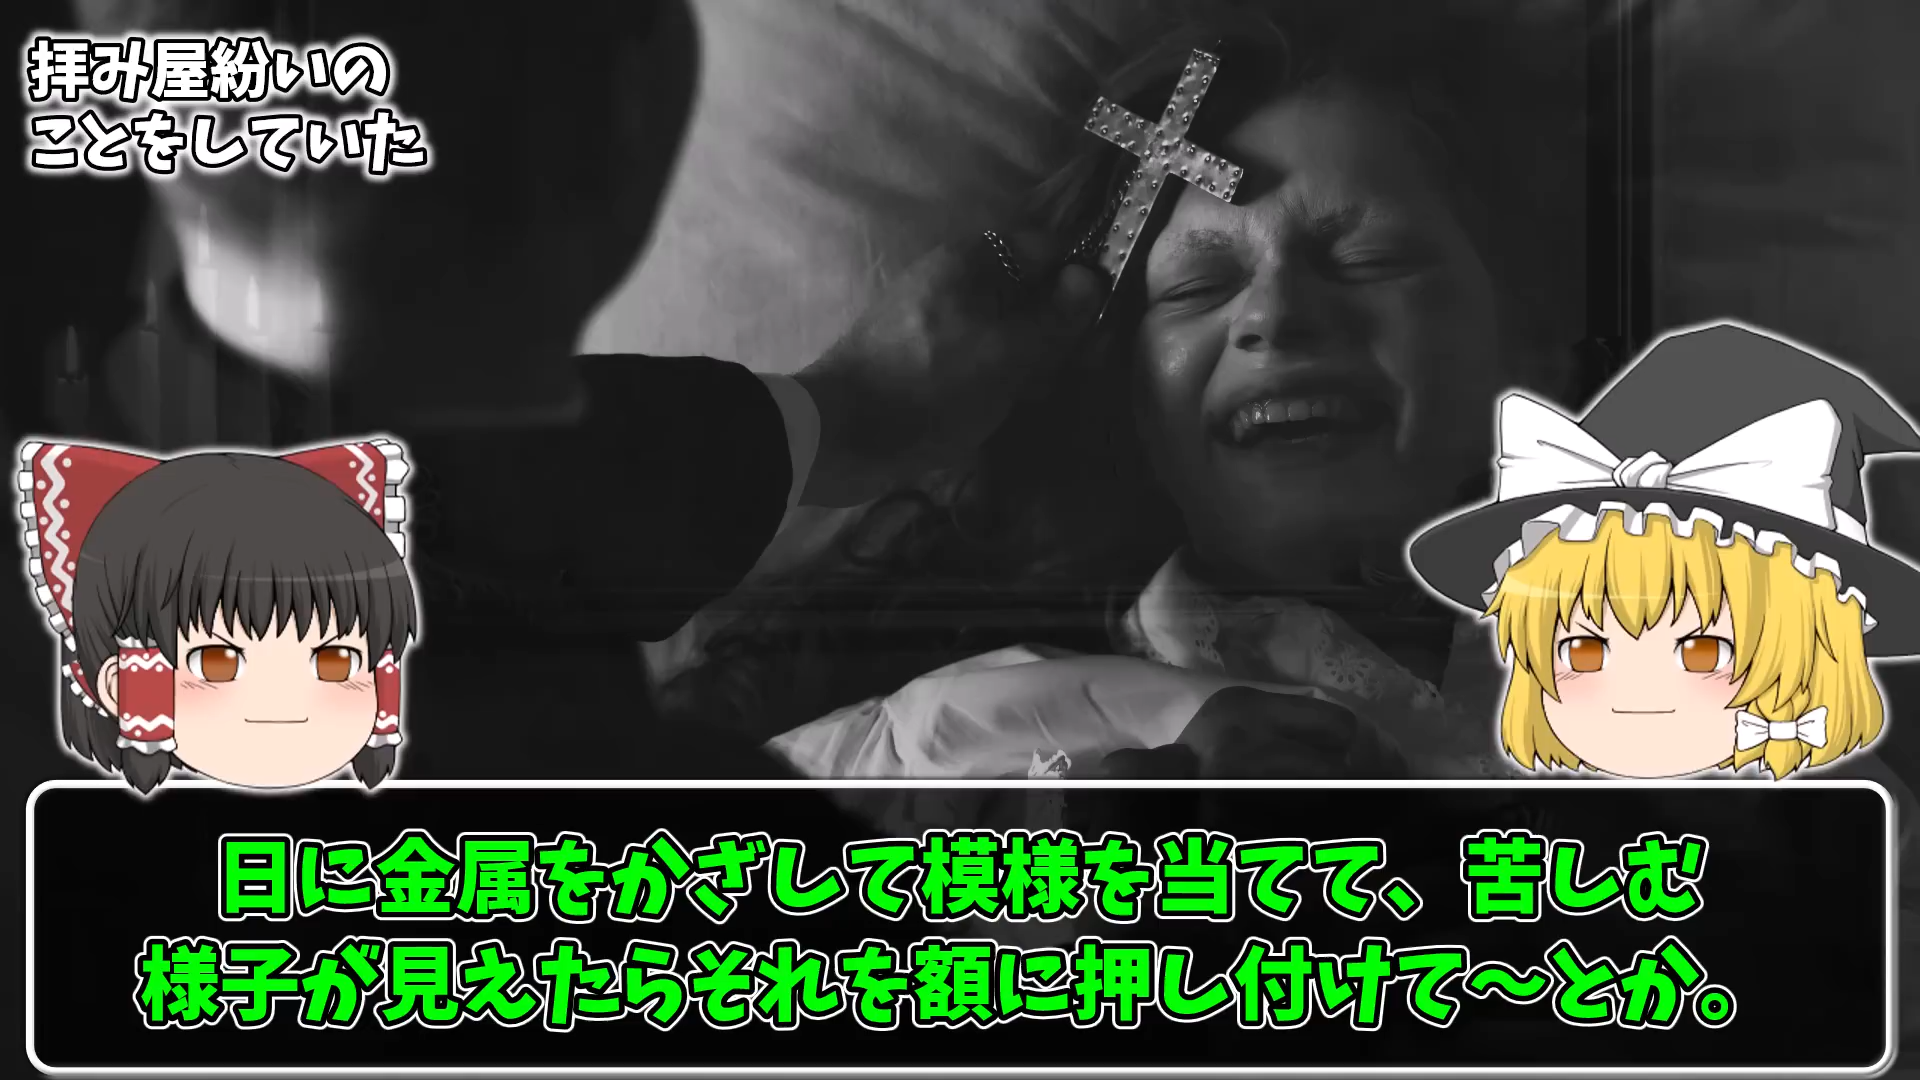 拝み屋紛いの
ことをしていた
日に金属をかざして模様を当てて、苦しむ
様子が見えたらそれを額に押し付けて～とか。